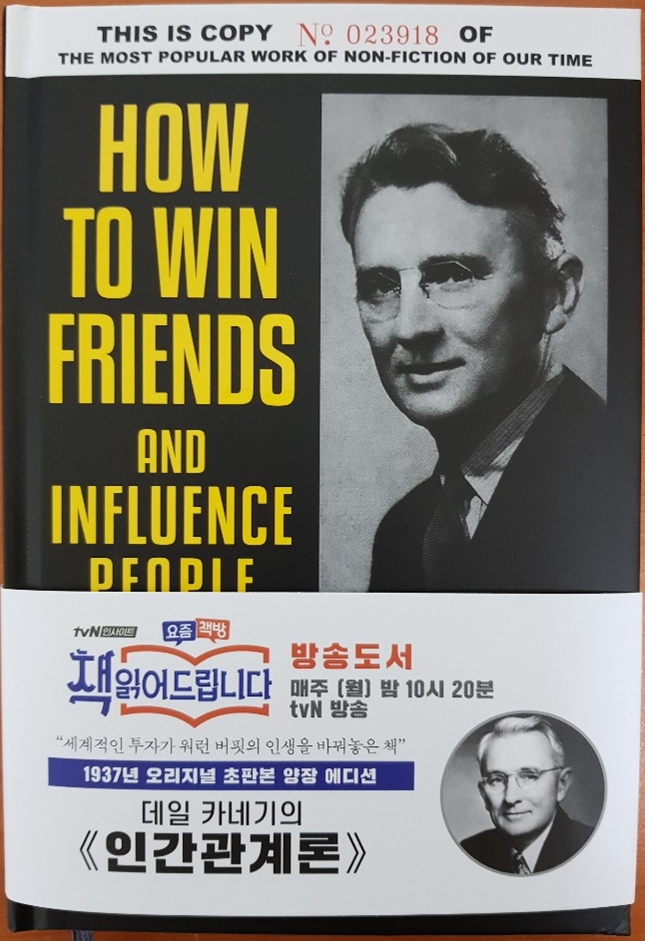 THIS IS COPY No 023918 OF
THE MOST POPULAR WORK OF NON-FICTION OF OUR TIME
HOW
TO WIN
FRIENDS
AND
INFLUENCE
PEOPLE
tvN 인사이트
요즘 책방
책 읽어드립니다
방송도서
매주 (월) 밤 10시 20분
tvN 방송
“세계적인 투자가 워런 버핏의 인생을 바꿔놓은 책”
1937년 오리지널 초판본 양장 에디션
데일 카네기의
《인간관계론》